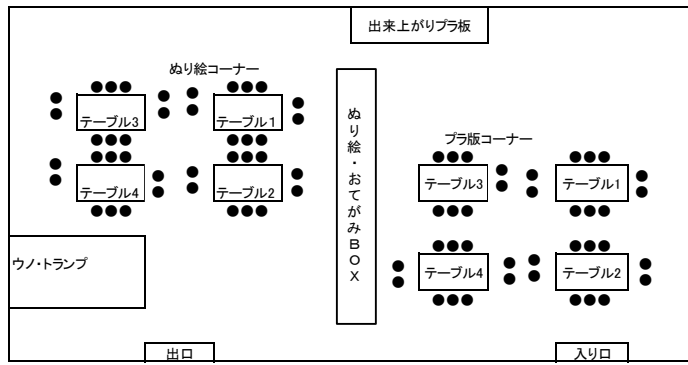 出来上がりプラ板
ぬり絵コーナー
テーブル3
テーブル1
テーブル4
テーブル2
ぬり絵・おてがみBOX
プラ版コーナー
テーブル3
テーブル1
テーブル4
テーブル2
ウノ・トランプ
出口
入り口